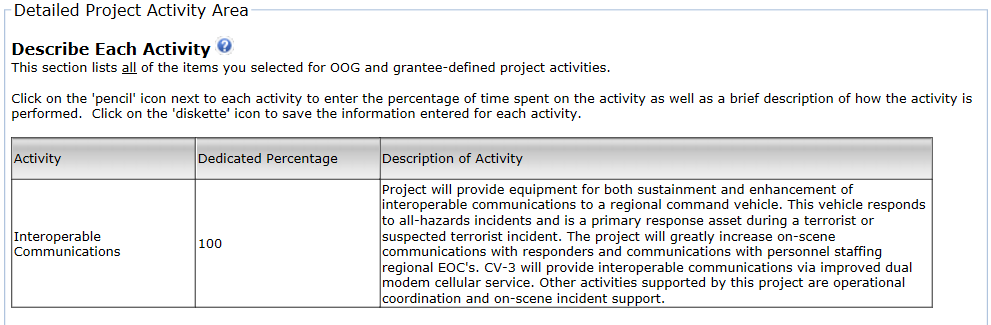 Detailed Project Activity Area
Describe Each Activity
This section lists all of the items you selected for OOG and grantee-defined project activities.
Click on the 'pencil' icon next to each activity to enter the percentage of time spent on the activity as well as a brief description of how the activity is
performed.  Click on the 'diskette' icon to save the information entered for each activity.
Activity Dedicated Percentage Description of Activity
Interoperable
Communications
100
Project will provide equipment for both sustainment and enhancement of
interoperable communications to a regional command vehicle. This vehicle responds
to all-hazards incidents and is a primary response asset during a terrorist or
suspected terrorist incident. The project will greatly increase on-scene
communications with responders and communications with personnel staffing
regional EOC's. CV-3 will provide interoperable communications via improved dual
modem cellular service. Other activities supported by this project are operational
coordination and on-scene incident support.